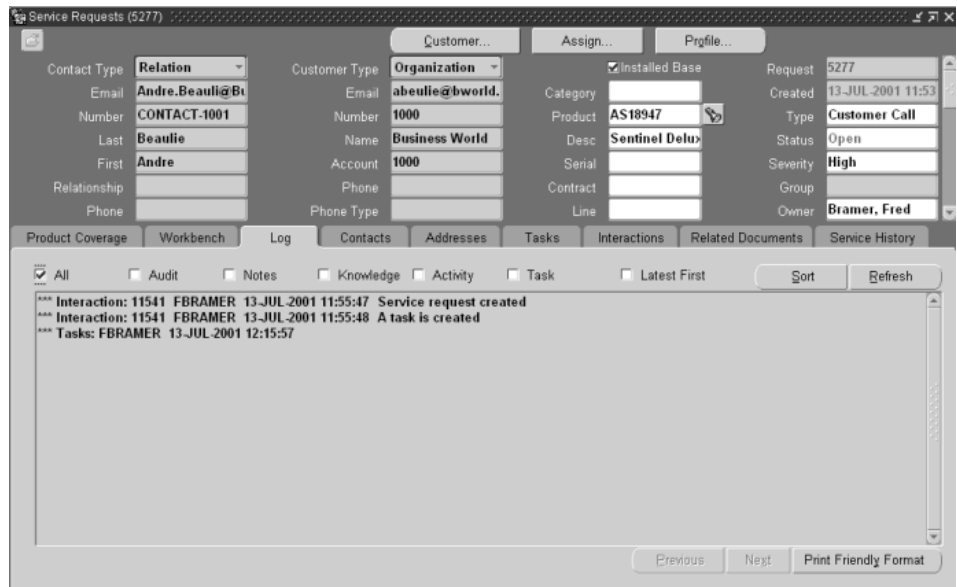 Service Requests (5277)
Customer... Assign... Profile...
Contact Type Relation Customer Type Organization Installed Base Request 5277
Email Andre.Beauli@Bu Email abeulie@bworld. Category Created 13-JUL-2001 11:53
Number CONTACT-1001 Number 1000 Product AS18947 Type Customer Call
Last Beaulie Name Business World Desc Sentinel Delux Status Open
First Andre Account 1000 Serial Severity High
Relationship Phone Contract Group
Phone Phone Type Line Owner Bramer, Fred
Product Coverage Workbench Log Contacts Addresses Tasks Interactions Related Documents Service History
All Audit Notes Knowledge Activity Task Latest First Sort Refresh
*** Interaction: 11541 FBRAMER 13-JUL-2001 11:55:47 Service request created
*** Interaction: 11541 FBRAMER 13-JUL-2001 11:55:48 A task is created
*** Tasks: FBRAMER 13-JUL-2001 12:15:57
Previous Next Print Friendly Format